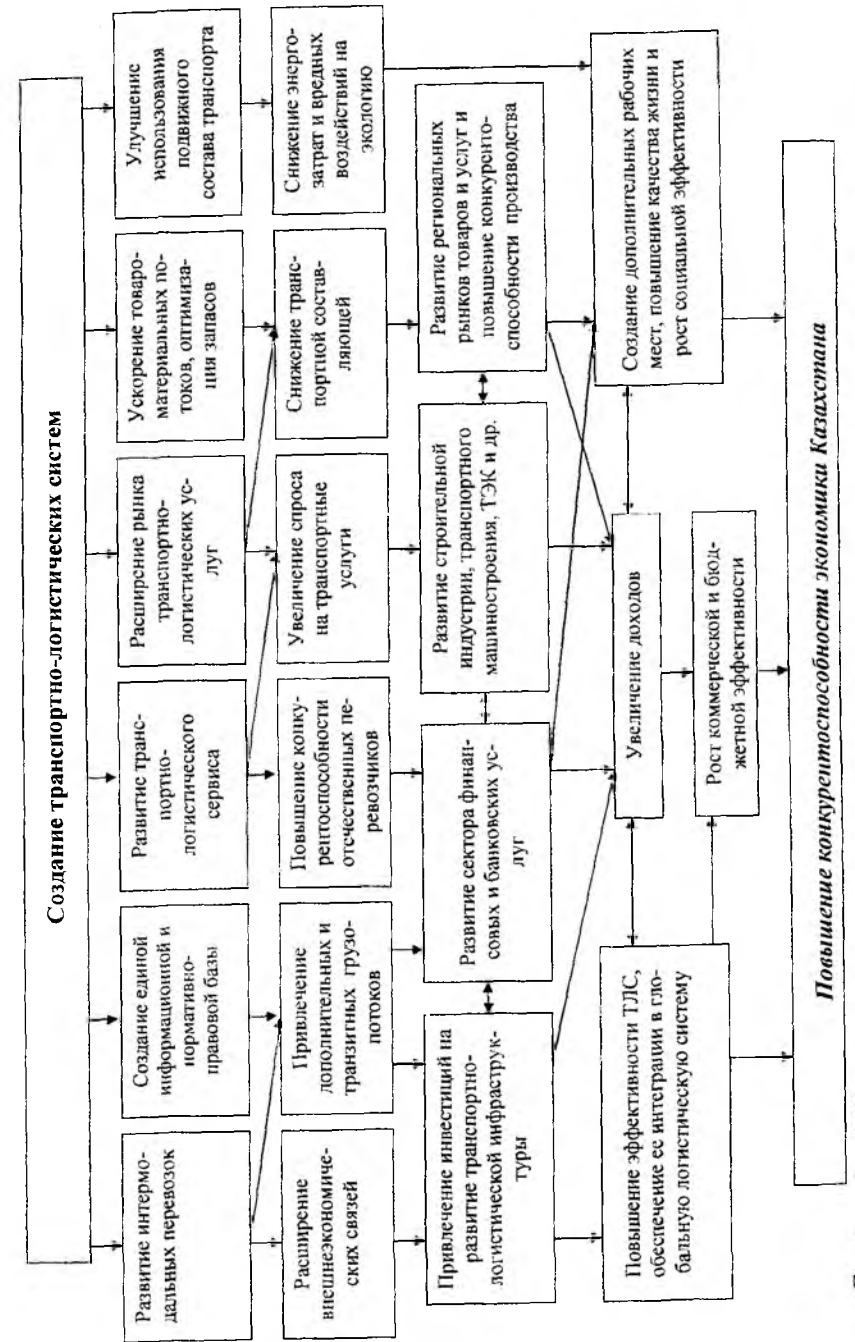 Создание транспортно-логистических систем
Развитие интермо-
дальных перевозок
Создание единой
информационной и
нормативно-
правовой базы
Развитие транс-
портно-
логистического
сервиса
Расширение рынка
транспортно-
логистических ус-
луг
Ускорение товаро-
материальных по-
токов, оптимиза-
ция запасов
Улучшение
использования
подвижного
состава транспорта
Расширение
внешнеэкономиче-
ских связей
Привлечение
дополнительных и
транзитных грузо-
потоков
Повышение конку-
рентоспособности
отечественных пе-
ревозчиков
Увеличение спроса
на транспортные
услуги
Снижение транс-
портной состав-
ляющей
Снижение энерго-
затрат и вредных
воздействий на
экологию
Привлечение инвестиций на
развитие транспортно-
логистической инфраструк-
туры
Развитие сектора финан-
совых и банковских ус-
луг
Развитие строительной
индустрии, транспортного
машиностроения, ТЭК и др.
Развитие региональных
рынков товаров и услуг и
повышение конкуренто-
способности производства
Повышение эффективности ТЛС,
обеспечение ее интеграции в гло-
бальную логистическую систему
Увеличение доходов
Рост коммерческой и бюд-
жетной эффективности
Создание дополнительных рабочих
мест, повышение качества жизни и
рост социальной эффективности
Повышение конкурентоспособности экономики Казахстана